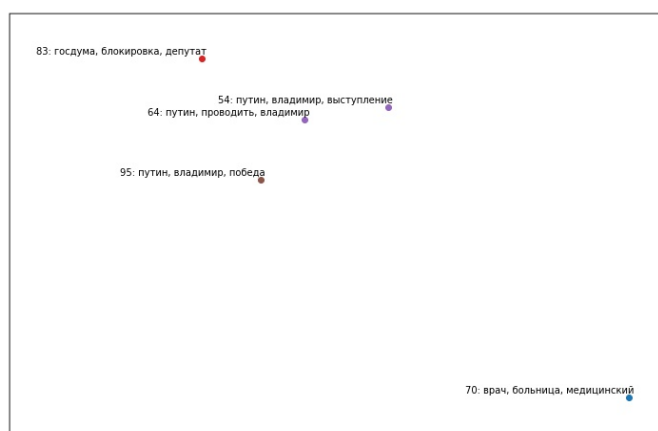 83: госдума, блокировка, депутат
54: путин, владимир, выступление
64: путин, проводить, владимир
95: путин, владимир, победа
70: врач, больница, медицинский